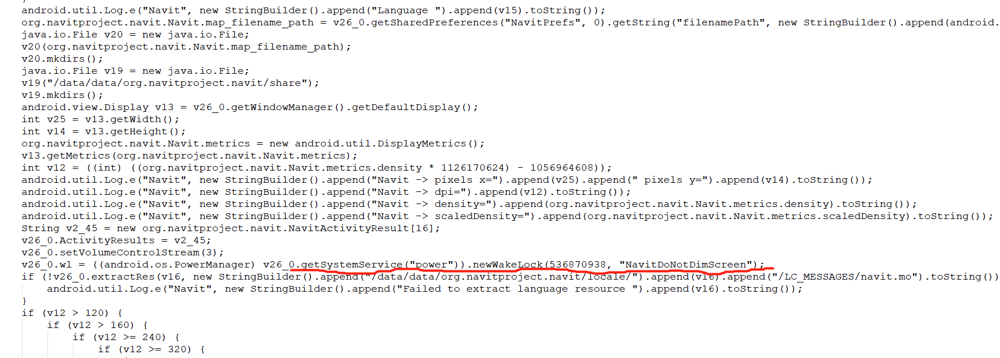 android.util.Log.e("Navit", new StringBuilder().append("Language ").append(v15).toString());
org.navitproject.navit.Navit.map_filename_path = v26_0.getSharedPreferences("NavitPrefs", 0).getString("filenamePath", new StringBuilder().append(android.
java.io.File v20 = new java.io.File;
v20(org.navitproject.navit.Navit.map_filename_path);
v20.mkdirs();
java.io.File v19 = new java.io.File;
v19("/data/data/org.navitproject.navit/share");
v19.mkdirs();
android.view.Display v13 = v26_0.getWindowManager().getDefaultDisplay();
int v25 = v13.getWidth();
int v14 = v13.getHeight();
org.navitproject.navit.Navit.metrics = new android.util.DisplayMetrics();
v13.getMetrics(org.navitproject.navit.Navit.metrics);
int v12 = ((int) ((org.navitproject.navit.Navit.metrics.density * 1126170624) - 1056964608));
android.util.Log.e("Navit", new StringBuilder().append("Navit -> pixels x=").append(v25).append(" pixels y=").append(v14).toString());
android.util.Log.e("Navit", new StringBuilder().append("Navit -> dpi=").append(v12).toString());
android.util.Log.e("Navit", new StringBuilder().append("Navit -> density=").append(org.navitproject.navit.Navit.metrics.density).toString());
android.util.Log.e("Navit", new StringBuilder().append("Navit -> scaledDensity=").append(org.navitproject.navit.Navit.metrics.scaledDensity).toString());
String v2_45 = new org.navitproject.navit.NavitActivityResult[16];
v26_0.ActivityResults = v2_45;
v26_0.setVolumeControlStream(3);
v26_0.wl = ((android.os.PowerManager) v26_0.getSystemService("power")).newWakeLock(536870938, "NavitDoNotDimScreen");
if (!v26_0.extractRes(v16, new StringBuilder().append("/data/data/org.navitproject.navit/locale/").append(v16).append("/LC_MESSAGES/navit.mo").toString())
android.util.Log.e("Navit", new StringBuilder().append("Failed to extract language resource ").append(v16).toString());
}
if (v12 > 120) {
if (v12 > 160) {
if (v12 >= 240) {
if (v12 >= 320) {